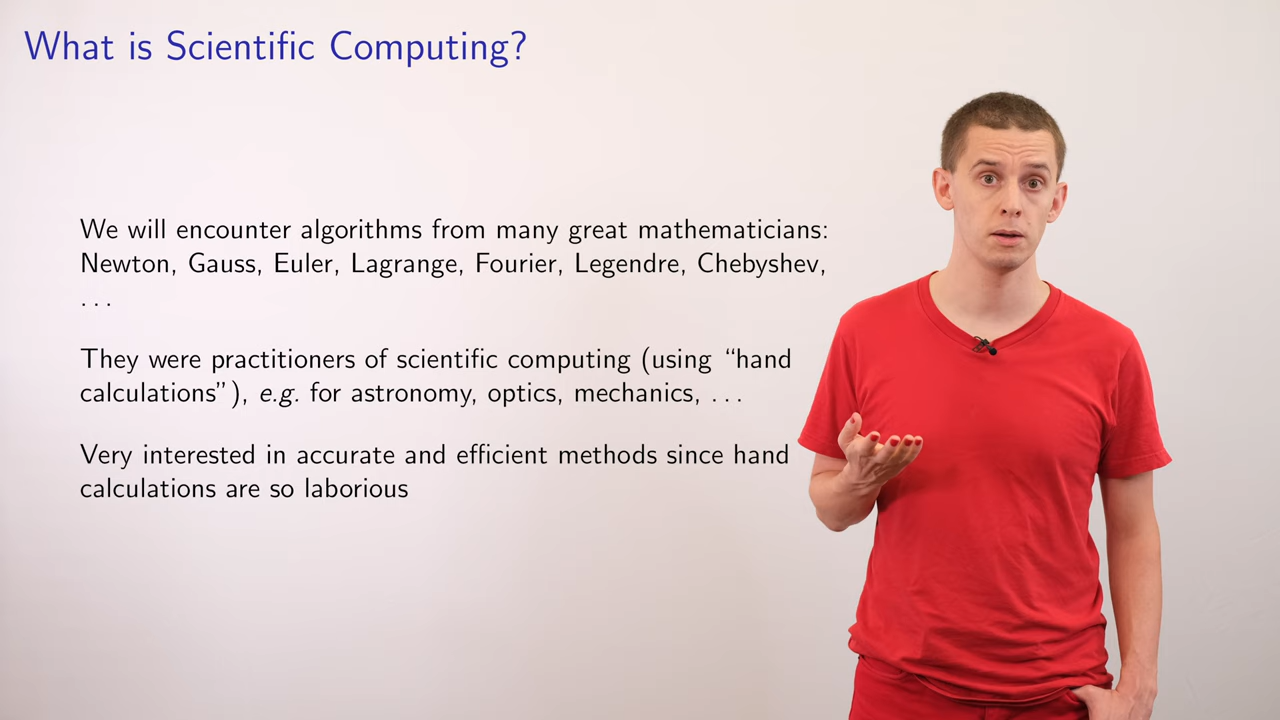 What is Scientific Computing?
We will encounter algorithms from many great mathematicians:
Newton, Gauss, Euler, Lagrange, Fourier, Legendre, Chebyshev,
. . .
They were practitioners of scientific computing (using “hand
calculations”), e.g. for astronomy, optics, mechanics, . . .
Very interested in accurate and efficient methods since hand
calculations are so laborious